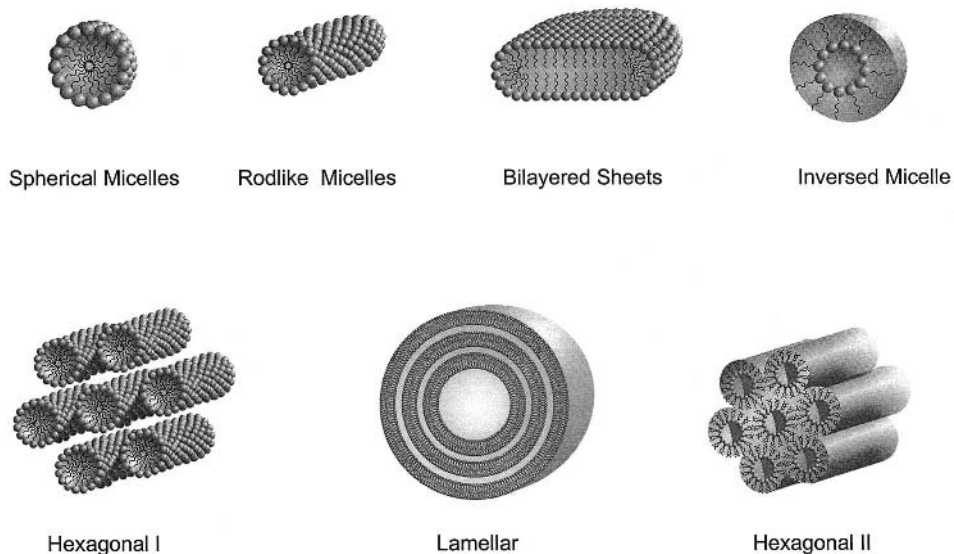 Spherical Micelles
Rodlike Micelles
Bilayered Sheets
Inversed Micelle
Hexagonal I
Lamellar
Hexagonal II